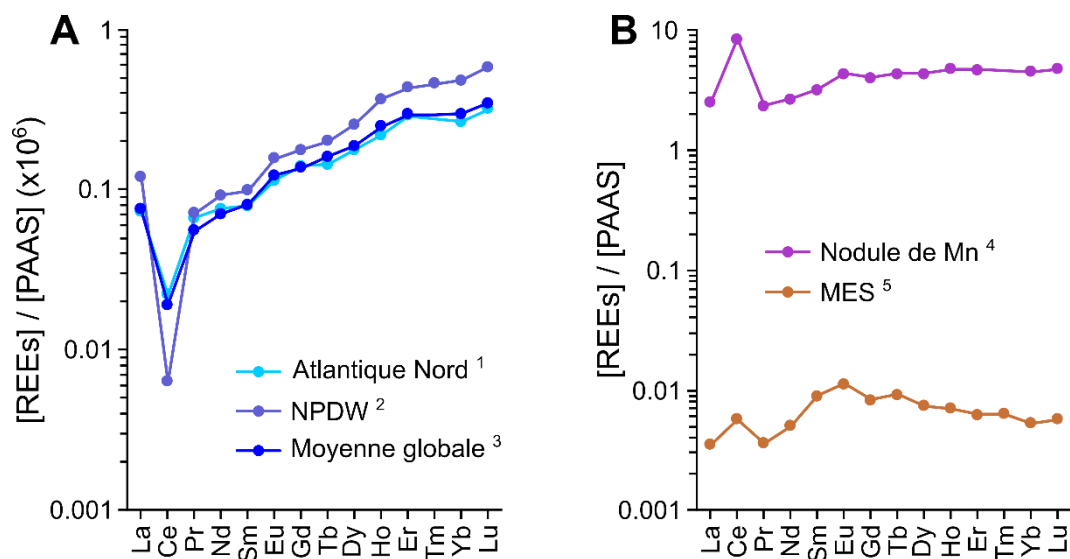 A
[REEs] / [PAAS] (x10⁶)
1
0.1
0.01
0.001
Atlantique Nord ¹
NPDW ²
Moyenne globale ³
La Ce Pr Nd Sm Eu Gd Tb Dy Ho Er Tm Yb Lu
B
[REEs] / [PAAS]
10
1
0.1
0.01
0.001
Nodule de Mn ⁴
MES ⁵
La Ce Pr Nd Sm Eu Gd Tb Dy Ho Er Tm Yb Lu